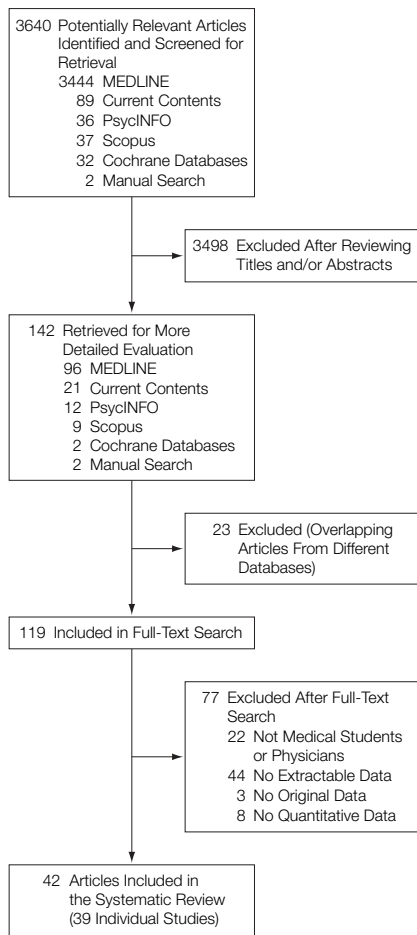 3640 Potentially Relevant Articles
Identified and Screened for
Retrieval
3444 MEDLINE
89 Current Contents
36 PsycINFO
37 Scopus
32 Cochrane Databases
2 Manual Search
3498 Excluded After Reviewing
Titles and/or Abstracts
142 Retrieved for More
Detailed Evaluation
96 MEDLINE
21 Current Contents
12 PsycINFO
9 Scopus
2 Cochrane Databases
2 Manual Search
23 Excluded (Overlapping
Articles From Different
Databases)
119 Included in Full-Text Search
77 Excluded After Full-Text
Search
22 Not Medical Students
or Physicians
44 No Extractable Data
3 No Original Data
8 No Quantitative Data
42 Articles Included in
the Systematic Review
(39 Individual Studies)